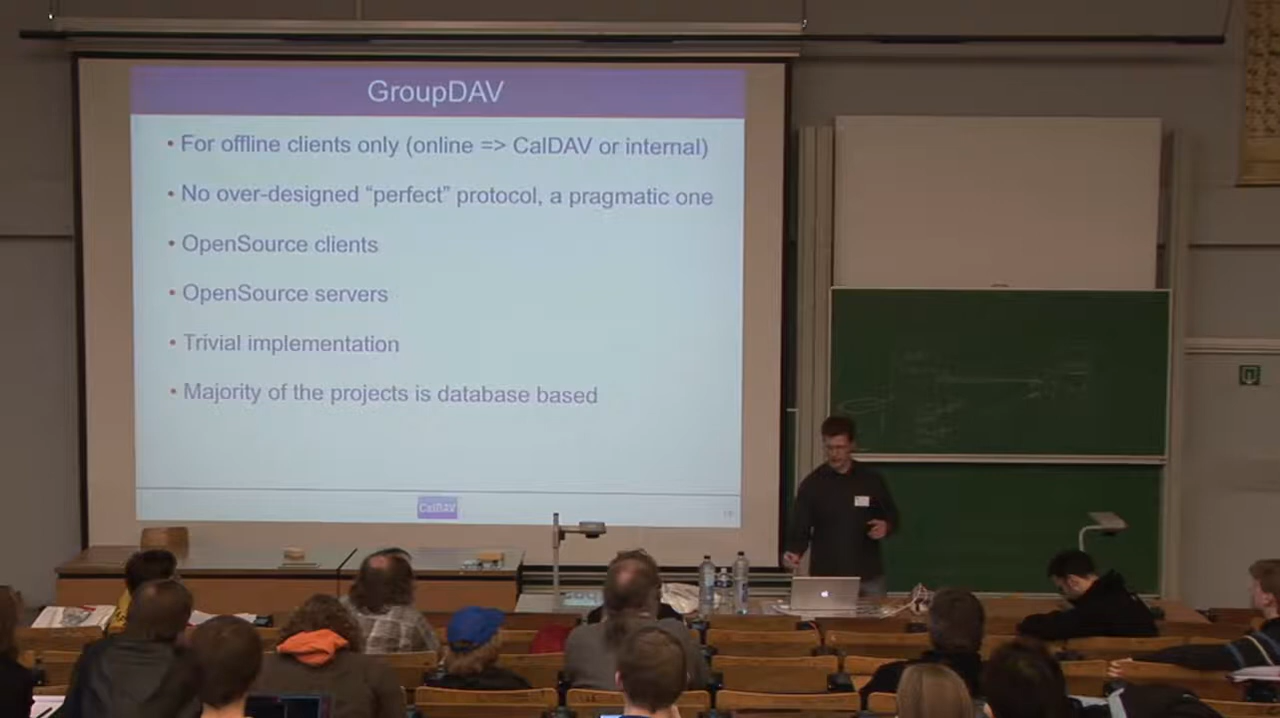 GroupDAV
• For offline clients only (online => CalDAV or internal)
• No over-designed “perfect” protocol, a pragmatic one
• OpenSource clients
• OpenSource servers
• Trivial implementation
• Majority of the projects is database based
CalDAV